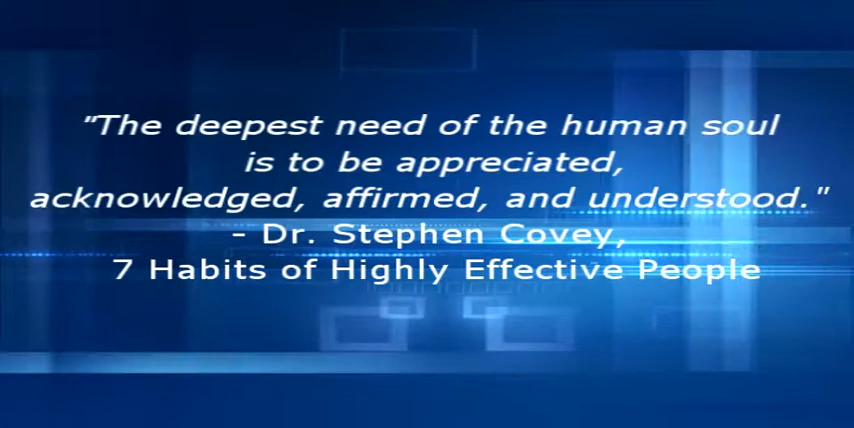 "The deepest need of the human soul
is to be appreciated,
acknowledged, affirmed, and understood."
- Dr. Stephen Covey,
7 Habits of Highly Effective People